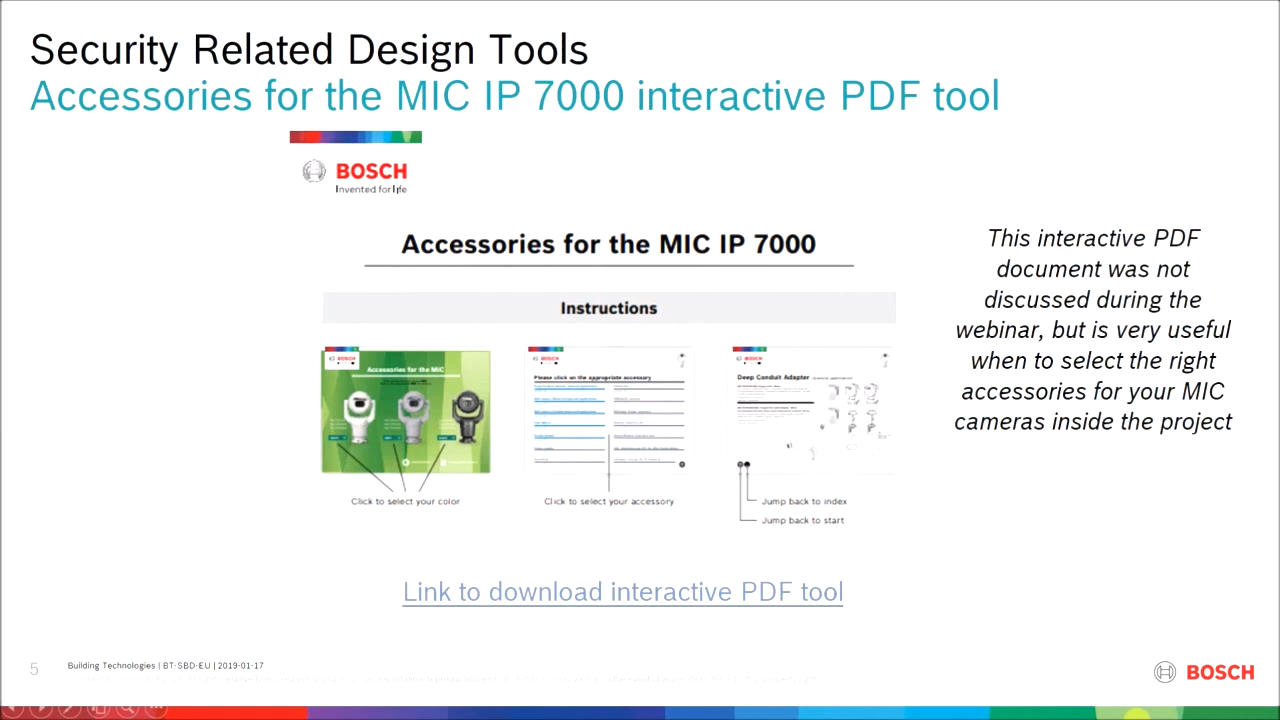 Security Related Design Tools
Accessories for the MIC IP 7000 interactive PDF tool
BOSCH
Invented for life
Accessories for the MIC IP 7000
Instructions
BOSCH
Accessories for the MIC
BOSCH
Please click on the appropriate accessory
BOSCH
Deep Conduit Adapter
Click to select your color
Click to select your accessory
Jump back to index
Jump back to start
This interactive PDF
document was not
discussed during the
webinar, but is very useful
when to select the right
accessories for your MIC
cameras inside the project
Link to download interactive PDF tool
5
Building Technologies | BT-SBD-EU | 2019-01-17
BOSCH